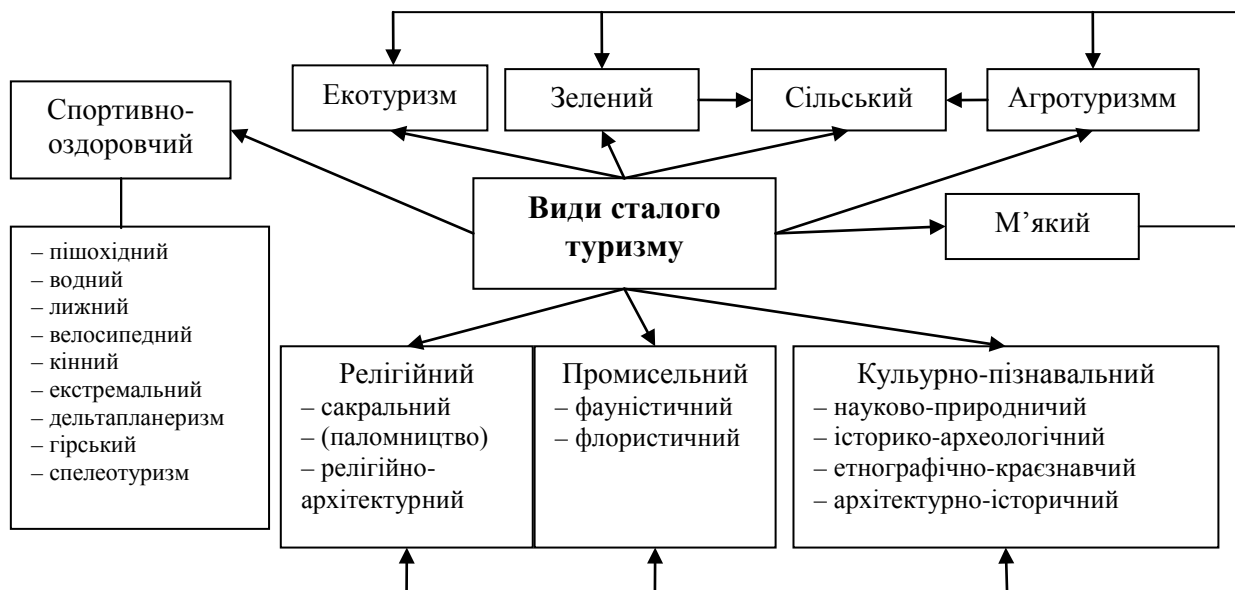 Екотуризм
Зелений
Сільський
Агротуризмм
Спортивно-
оздоровчий
Види сталого
туризму
М’який
– пішохідний
– водний
– лижний
– велосипедний
– кінний
– екстремальний
– дельтапланеризм
– гірський
– спелеотуризм
Релігійний
– сакральний
– (паломництво)
– релігійно-
архітектурний
Промисельний
– фауністичний
– флористичний
Кульурно-пізнавальний
– науково-природничий
– історико-археологічний
– етнографічно-краєзнавчий
– архітектурно-історичний